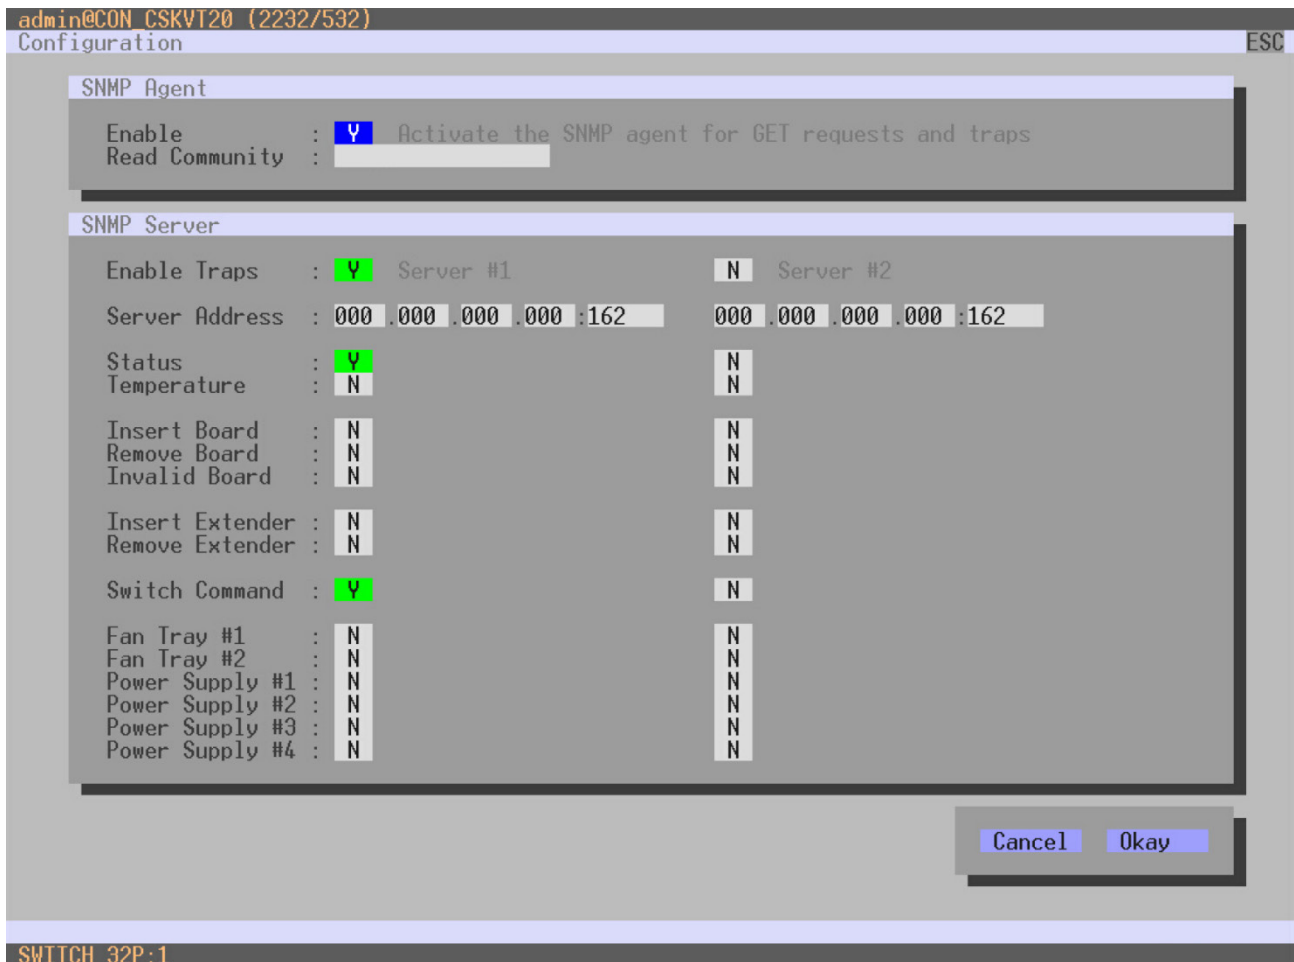 admin@CON_CSKVT20 (2232/532)
Configuration ESC
SNMP Agent
Enable : Y Activate the SNMP agent for GET requests and traps
Read Community :
SNMP Server
Enable Traps : Y Server #1 N Server #2
Server Address : 000 .000 .000 .000 :162 000 .000 .000 .000 :162
Status : Y N
Temperature : N N
Insert Board : N N
Remove Board : N N
Invalid Board : N N
Insert Extender : N N
Remove Extender : N N
Switch Command : Y N
Fan Tray #1 : N N
Fan Tray #2 : N N
Power Supply #1 : N N
Power Supply #2 : N N
Power Supply #3 : N N
Power Supply #4 : N N
Cancel Okay
SWITCH 32P:1